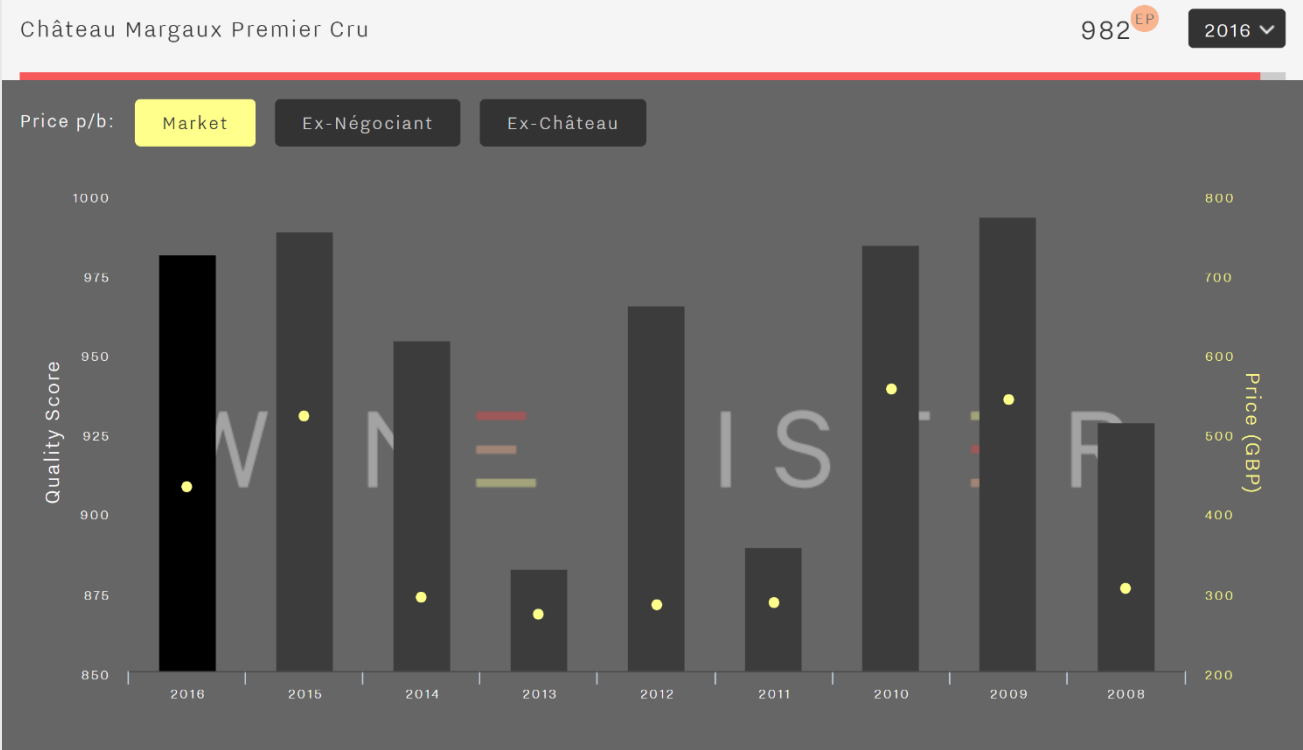 Château Margaux Premier Cru
982 EP
2016
Price p/b:
Market
Ex-Négociant
Ex-Château
1000
975
950
925
900
875
850
Quality Score
800
700
600
500
400
300
200
Price (GBP)
2016 2015 2014 2013 2012 2011 2010 2009 2008